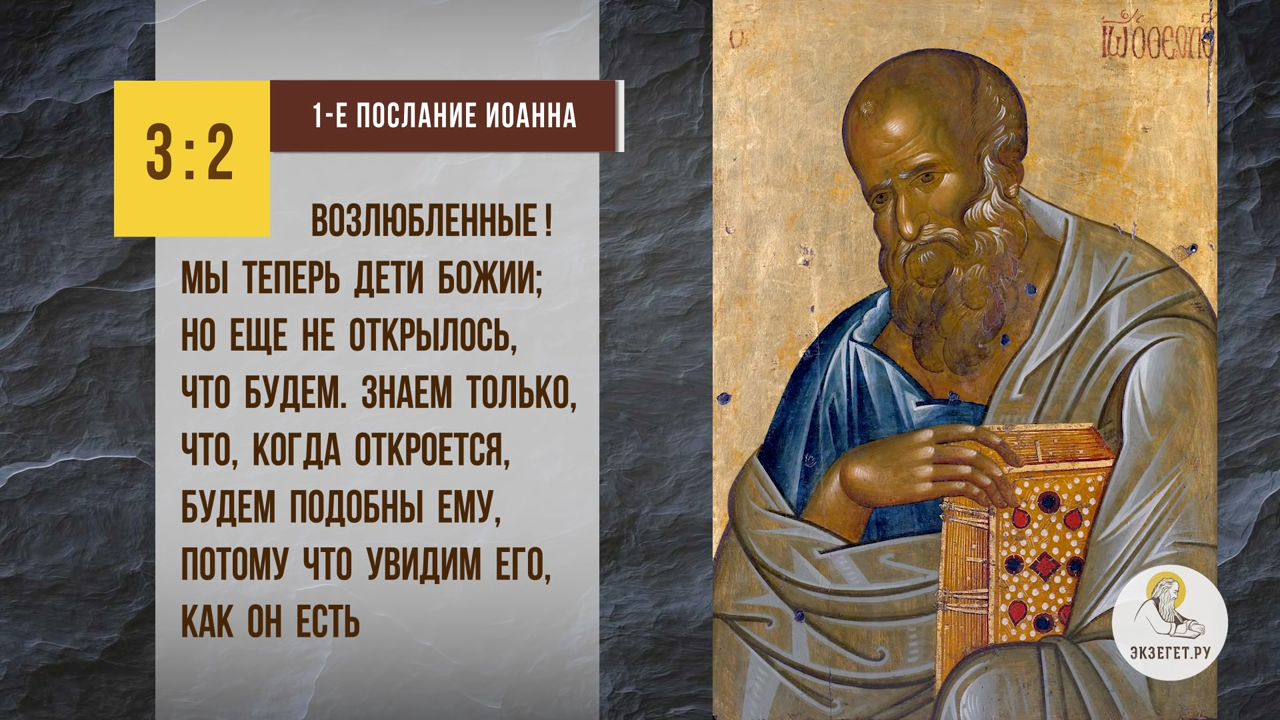 3:2
1-Е ПОСЛАНИЕ ИОАННА
ВОЗЛЮБЛЕННЫЕ!
МЫ ТЕПЕРЬ ДЕТИ БОЖИИ;
НО ЕЩЕ НЕ ОТКРЫЛОСЬ,
ЧТО БУДЕМ. ЗНАЕМ ТОЛЬКО,
ЧТО, КОГДА ОТКРОЕТСЯ,
БУДЕМ ПОДОБНЫ ЕМУ,
ПОТОМУ ЧТО УВИДИМ ЕГО,
КАК ОН ЕСТЬ
ЭКЗЕГЕТ.РУ